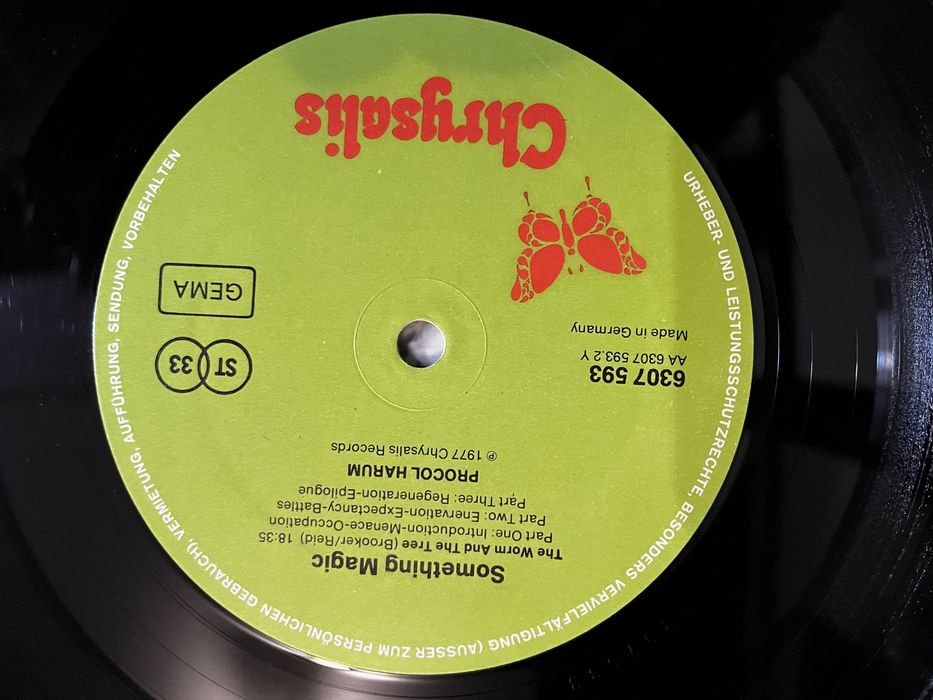 Chrysalis
Made in Germany
AA 6307 593.2 Y
6307 593
GEMA
ST 33
℗ 1977 Chrysalis Records
PROCOL HARUM
Part Three: Regeneration-Epilogue
Part Two: Enervation-Expectancy-Battles
Part One: Introduction-Menace-Occupation
The Worm And The Tree (Brooker/Reid) 18:35
Something Magic
URHEBER- UND LEISTUNGSSCHUTZRECHTE, BESONDERS VERVIELFÄLTIGUNG (AUSSER ZUM PERSÖNLICHEN GEBRAUCH), VERMIETUNG, AUFFÜHRUNG, SENDUNG, VORBEHALTEN